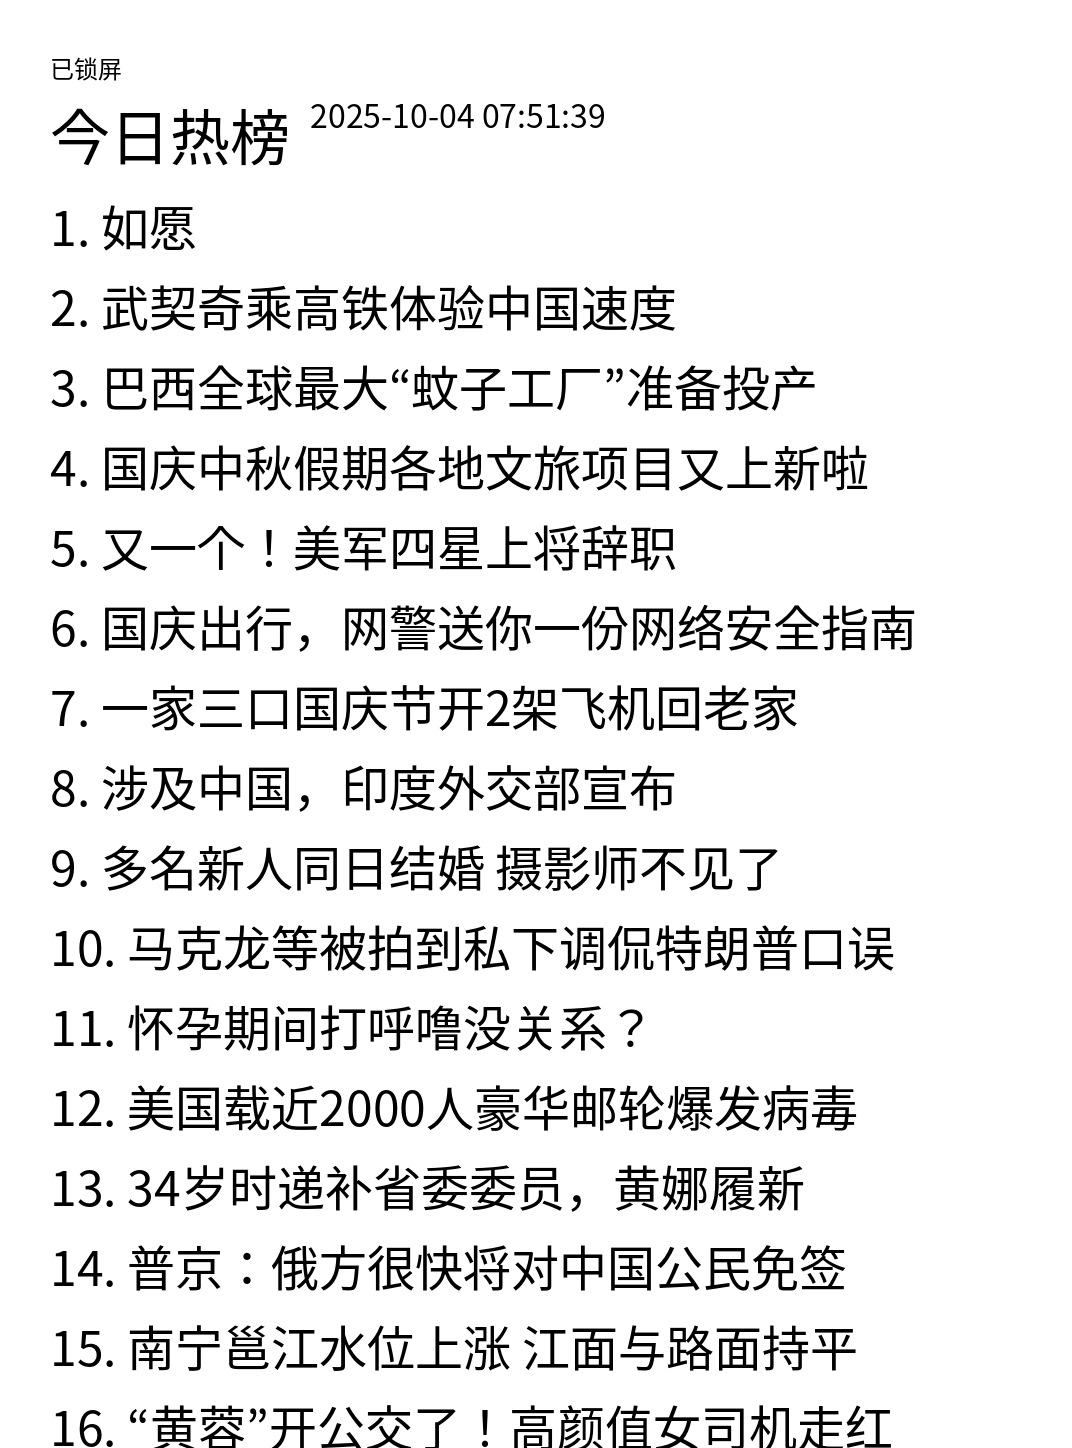 已锁屏
今日热榜 2025-10-04 07:51:39
1. 如愿
2. 武契奇乘高铁体验中国速度
3. 巴西全球最大“蚊子工厂”准备投产
4. 国庆中秋假期各地文旅项目又上新啦
5. 又一个！美军四星上将辞职
6. 国庆出行，网警送你一份网络安全指南
7. 一家三口国庆节开2架飞机回老家
8. 涉及中国，印度外交部宣布
9. 多名新人同日结婚 摄影师不见了
10. 马克龙等被拍到私下调侃特朗普口误
11. 怀孕期间打呼噜没关系？
12. 美国载近2000人豪华邮轮爆发病毒
13. 34岁时递补省委委员，黄娜履新
14. 普京：俄方很快将对中国公民免签
15. 南宁邕江水位上涨 江面与路面持平
16. “黄蓉”开公交了！高颜值女司机走红